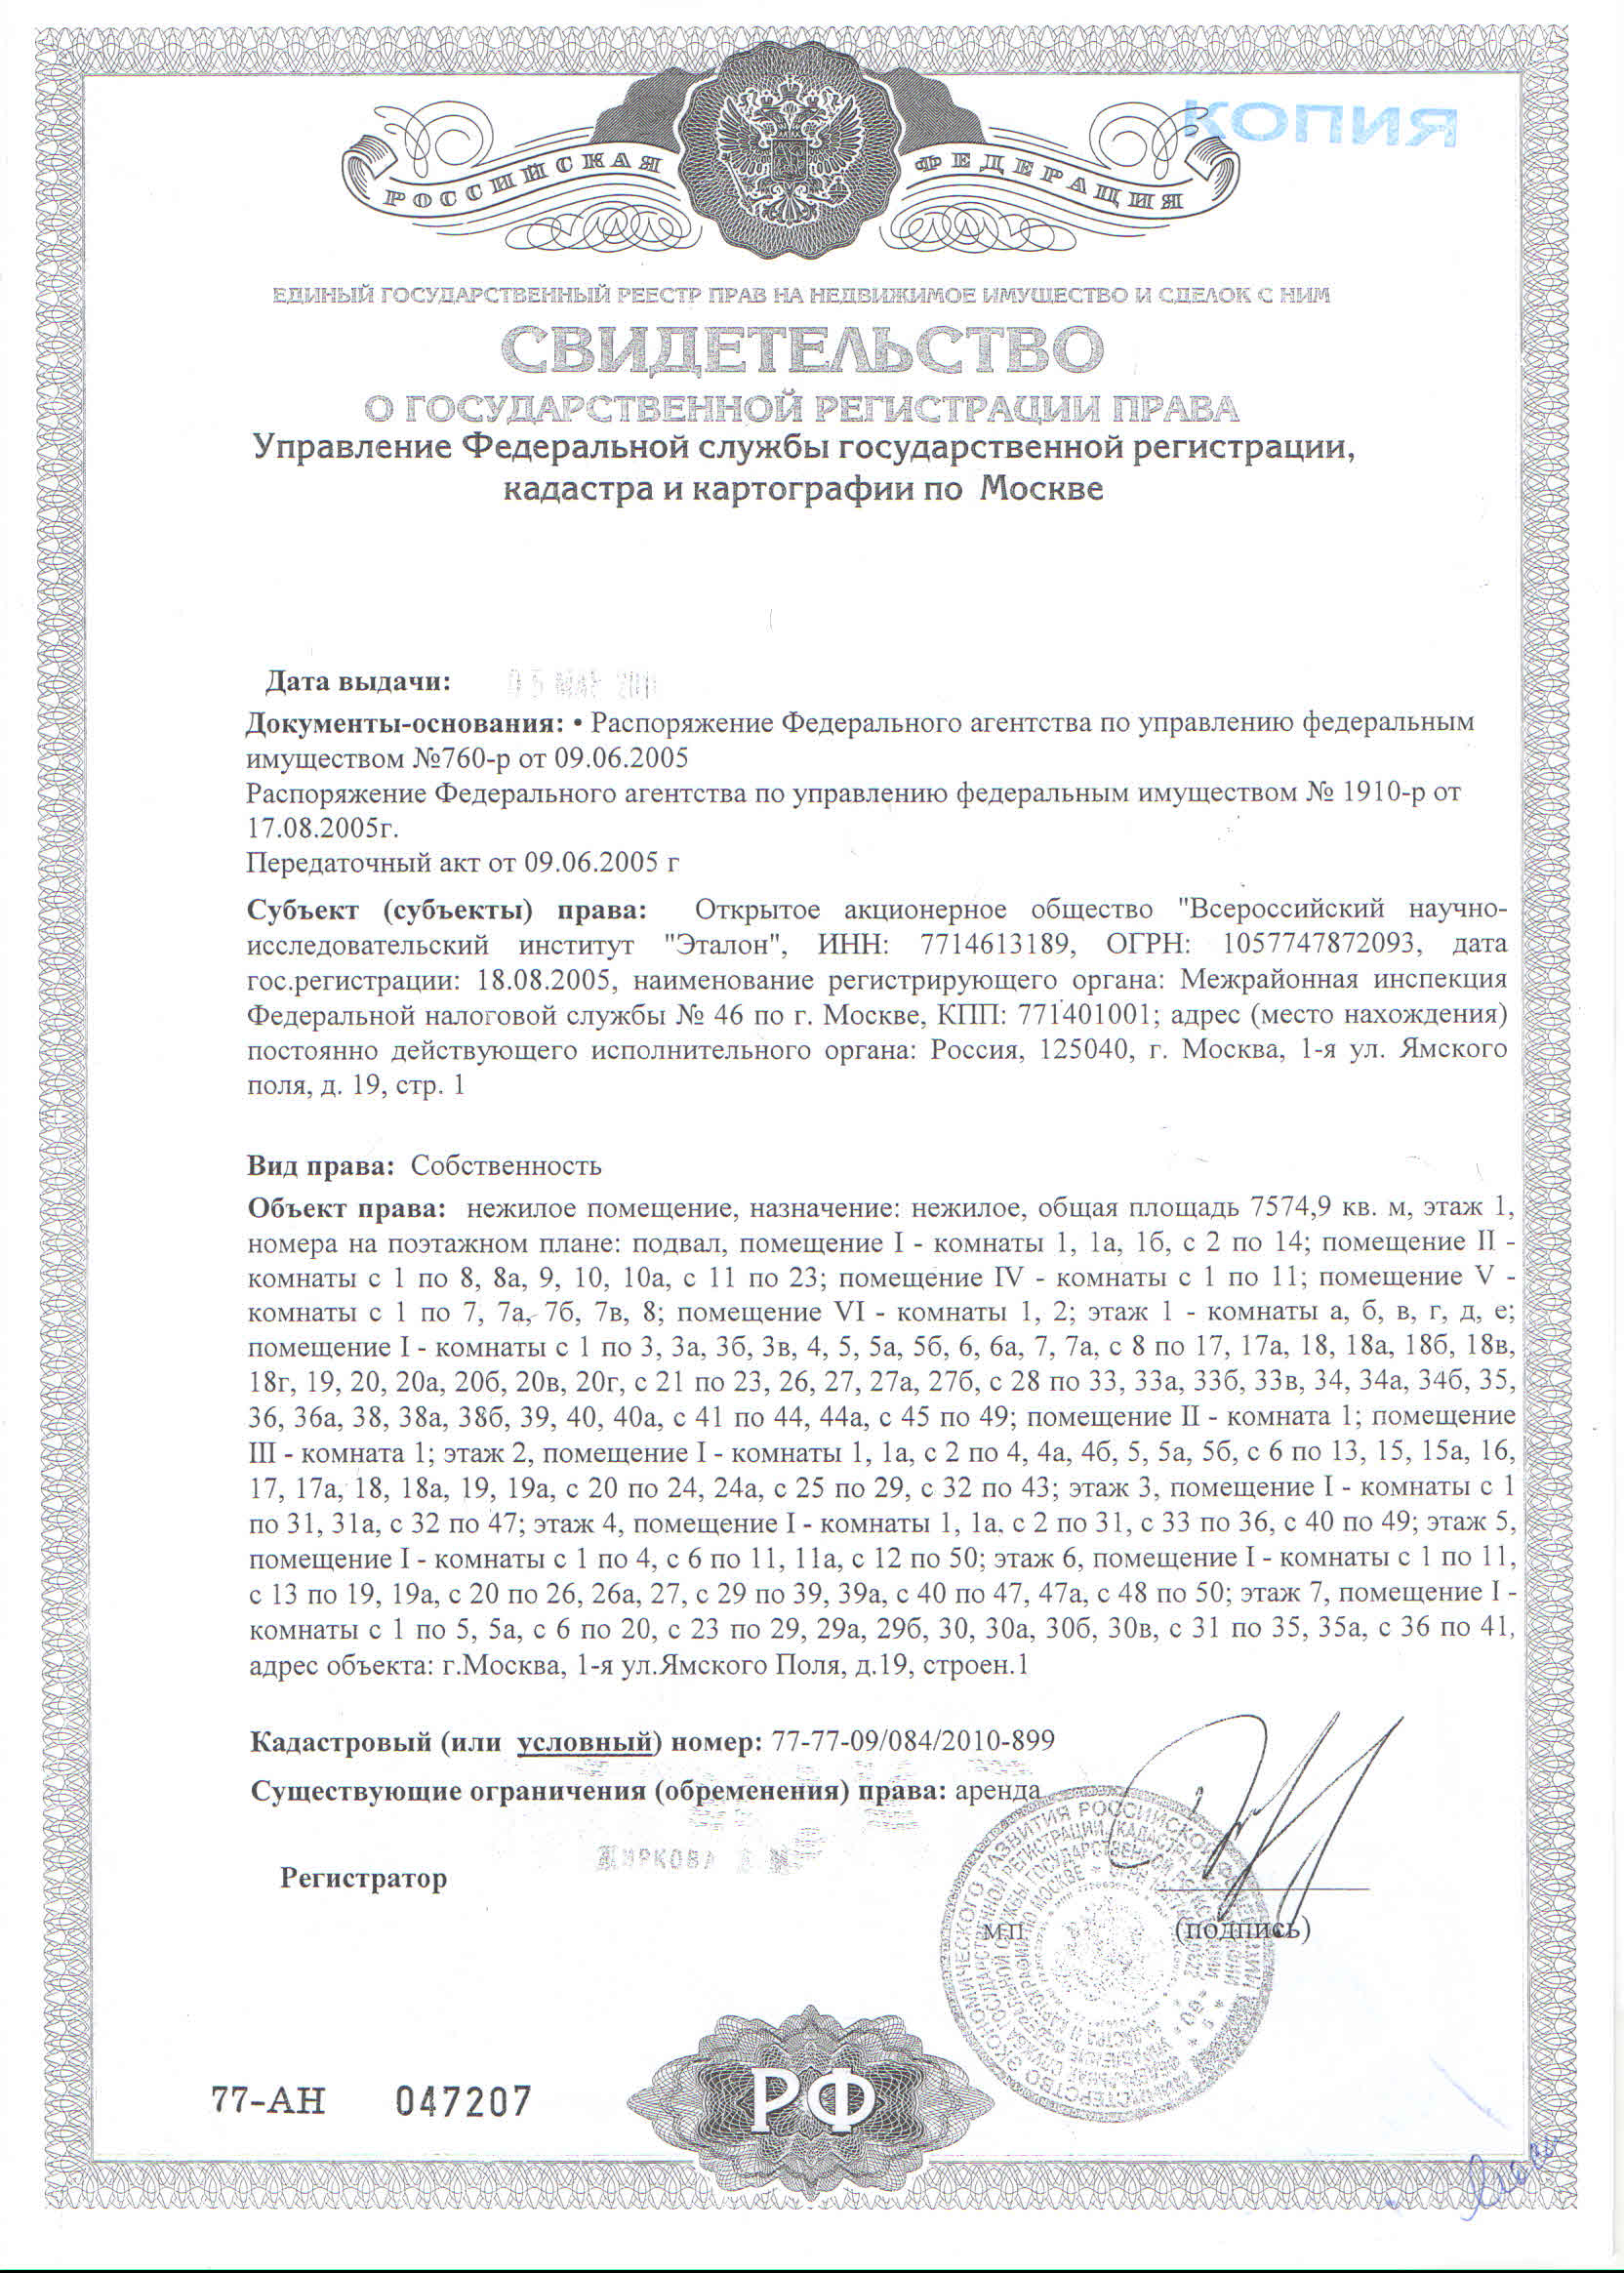 КОПИЯ
РОССИЙСКАЯ ФЕДЕРАЦИЯ
ЕДИНЫЙ ГОСУДАРСТВЕННЫЙ РЕЕСТР ПРАВ НА НЕДВИЖИМОЕ ИМУЩЕСТВО И СДЕЛОК С НИМ
СВИДЕТЕЛЬСТВО
О ГОСУДАРСТВЕННОЙ РЕГИСТРАЦИИ ПРАВА
Управление Федеральной службы государственной регистрации,
кадастра и картографии по Москве
Дата выдачи:
Документы-основания: • Распоряжение Федерального агентства по управлению федеральным
имуществом №760-р от 09.06.2005
Распоряжение Федерального агентства по управлению федеральным имуществом № 1910-р от
17.08.2005г.
Передаточный акт от 09.06.2005 г
Субъект (субъекты) права: Открытое акционерное общество "Всероссийский научно-
исследовательский институт "Эталон", ИНН: 7714613189, ОГРН: 1057747872093, дата
гос.регистрации: 18.08.2005, наименование регистрирующего органа: Межрайонная инспекция
Федеральной налоговой службы № 46 по г. Москве, КПП: 771401001; адрес (место нахождения)
постоянно действующего исполнительного органа: Россия, 125040, г. Москва, 1-я ул. Ямского
поля, д. 19, стр. 1
Вид права: Собственность
Объект права: нежилое помещение, назначение: нежилое, общая площадь 7574,9 кв. м, этаж 1,
номера на поэтажном плане: подвал, помещение I - комнаты 1, 1а, 1б, с 2 по 14; помещение II -
комнаты с 1 по 8, 8а, 9, 10, 10а, с 11 по 23; помещение IV - комнаты с 1 по 11; помещение V -
комнаты с 1 по 7, 7а, 7б, 7в, 8; помещение VI - комнаты 1, 2; этаж 1 - комнаты а, б, в, г, д, е;
помещение I - комнаты с 1 по 3, 3а, 3б, 3в, 4, 5, 5а, 5б, 6, 6а, 7, 7а, с 8 по 17, 17а, 18, 18а, 18б, 18в,
18г, 19, 20, 20а, 20б, 20в, 20г, с 21 по 23, 26, 27, 27а, 27б, с 28 по 33, 33а, 33б, 33в, 34, 34а, 34б, 35,
36, 36а, 38, 38а, 38б, 39, 40, 40а, с 41 по 44, 44а, с 45 по 49; помещение II - комната 1; помещение
III - комната 1; этаж 2, помещение I - комнаты 1, 1а, с 2 по 4, 4а, 4б, 5, 5а, 5б, с 6 по 13, 15, 15а, 16,
17, 17а, 18, 18а, 19, 19а, с 20 по 24, 24а, с 25 по 29, с 32 по 43; этаж 3, помещение I - комнаты с 1
по 31, 31а, с 32 по 47; этаж 4, помещение I - комнаты 1, 1а, с 2 по 31, с 33 по 36, с 40 по 49; этаж 5,
помещение I - комнаты с 1 по 4, с 6 по 11, 11а, с 12 по 50; этаж 6, помещение I - комнаты с 1 по 11,
с 13 по 19, 19а, с 20 по 26, 26а, 27, с 29 по 39, 39а, с 40 по 47, 47а, с 48 по 50; этаж 7, помещение I -
комнаты с 1 по 5, 5а, с 6 по 20, с 23 по 29, 29а, 29б, 30, 30а, 30б, 30в, с 31 по 35, 35а, с 36 по 41,
адрес объекта: г.Москва, 1-я ул.Ямского Поля, д.19, строен.1
Кадастровый (или условный) номер: 77-77-09/084/2010-899
Существующие ограничения (обременения) права: аренда
Регистратор
М.П.
(подпись)
77-АН 047207
РФ